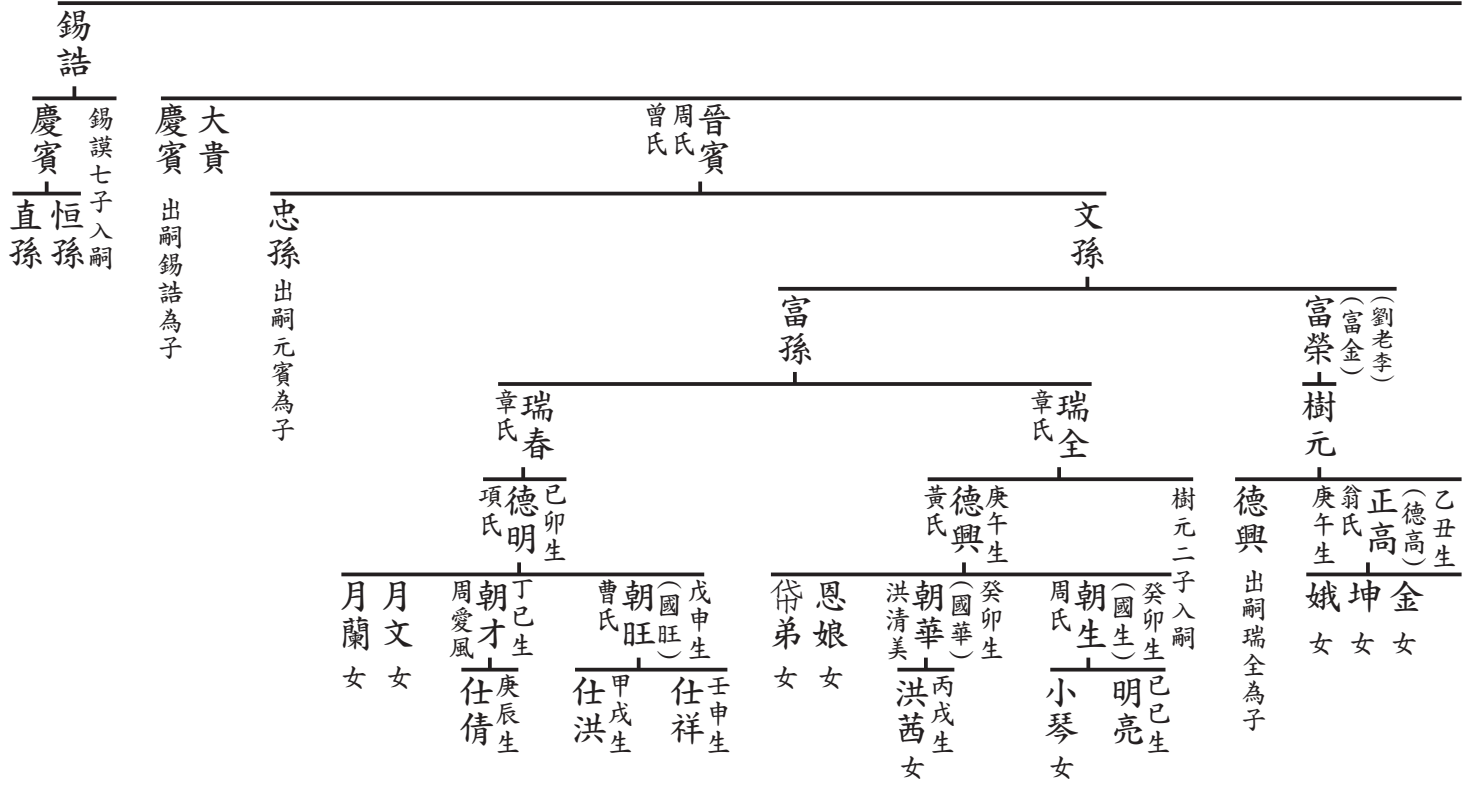 錫誥
錫謨七子入嗣
慶賓
大貴
慶賓 出嗣錫誥為子
晉賓
周氏
曾氏
恒孫
直孫
文孫
忠孫 出嗣元賓為子
(劉老李)
(富金)
富榮
富孫
樹元
瑞全
章氏
瑞春
章氏
乙丑生
(德高)
正高
翁氏
庚午生
德興 出嗣瑞全為子
樹元二子入嗣
庚午生
德興
黃氏
已卯生
德明
項氏
金 女
坤 女
娥 女
癸卯生
(國生)
朝生
周氏
癸卯生
(國華)
朝華
洪清美
恩娘 女
帒弟 女
戊申生
(國旺)
朝旺
曹氏
丁已生
朝才
周愛風
月文 女
月蘭 女
已已生
明亮
小琴 女
丙戌生
洪茜 女
壬申生
仕祥
甲戌生
仕洪
庚辰生
仕倩